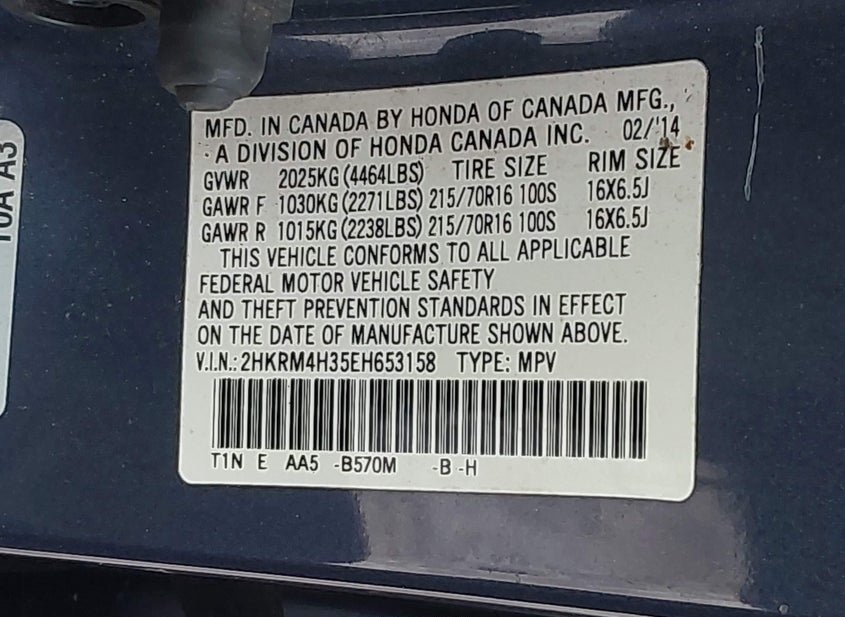 MFD. IN CANADA BY HONDA OF CANADA MFG.,
A DIVISION OF HONDA CANADA INC. 02/'14
GVWR 2025KG (4464LBS) TIRE SIZE RIM SIZE
GAWR F 1030KG (2271LBS) 215/70R16 100S 16X6.5J
GAWR R 1015KG (2238LBS) 215/70R16 100S 16X6.5J
THIS VEHICLE CONFORMS TO ALL APPLICABLE
FEDERAL MOTOR VEHICLE SAFETY
AND THEFT PREVENTION STANDARDS IN EFFECT
ON THE DATE OF MANUFACTURE SHOWN ABOVE.
V.I.N.: 2HKRM4H35EH653158 TYPE: MPV
T1N E AA5 -B570M -B -H